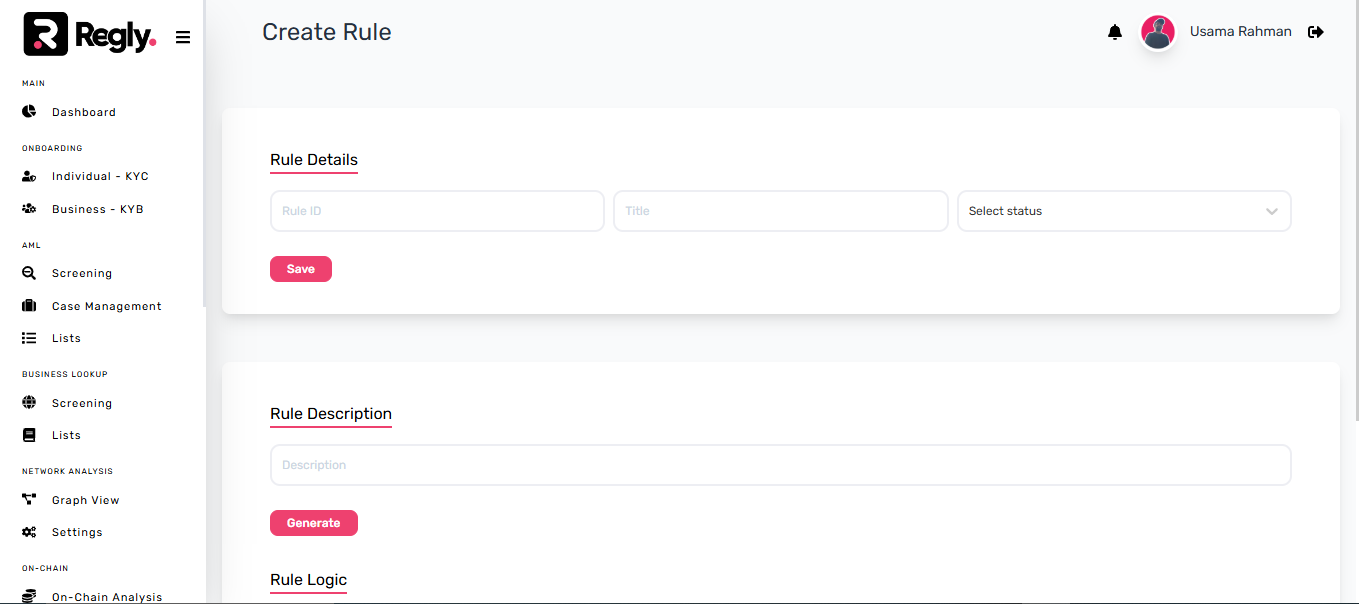 Regly.
MAIN
Dashboard
ONBOARDING
Individual - KYC
Business - KYB
AML
Screening
Case Management
Lists
BUSINESS LOOKUP
Screening
Lists
NETWORK ANALYSIS
Graph View
Settings
ON-CHAIN
On-Chain Analysis
Create Rule
Usama Rahman
Rule Details
Rule ID
Title
Select status
Save
Rule Description
Description
Generate
Rule Logic